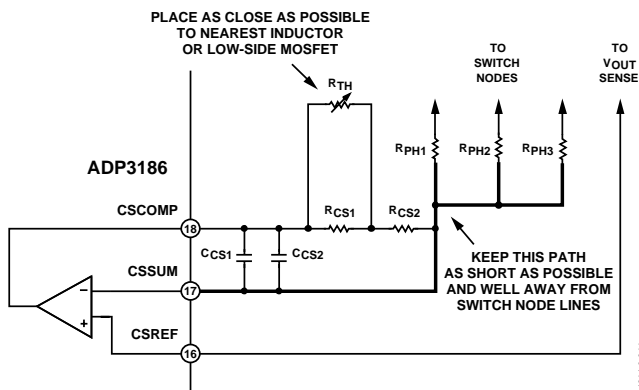 PLACE AS CLOSE AS POSSIBLE
TO NEAREST INDUCTOR
OR LOW-SIDE MOSFET
TO
SWITCH
NODES
TO
VOUT
SENSE
RTH
RPH1
RPH2
RPH3
ADP3186
CSCOMP
18
RCS1
RCS2
CCS1
CCS2
KEEP THIS PATH
AS SHORT AS POSSIBLE
AND WELL AWAY FROM
SWITCH NODE LINES
CSSUM
17
–
+
CSREF
16